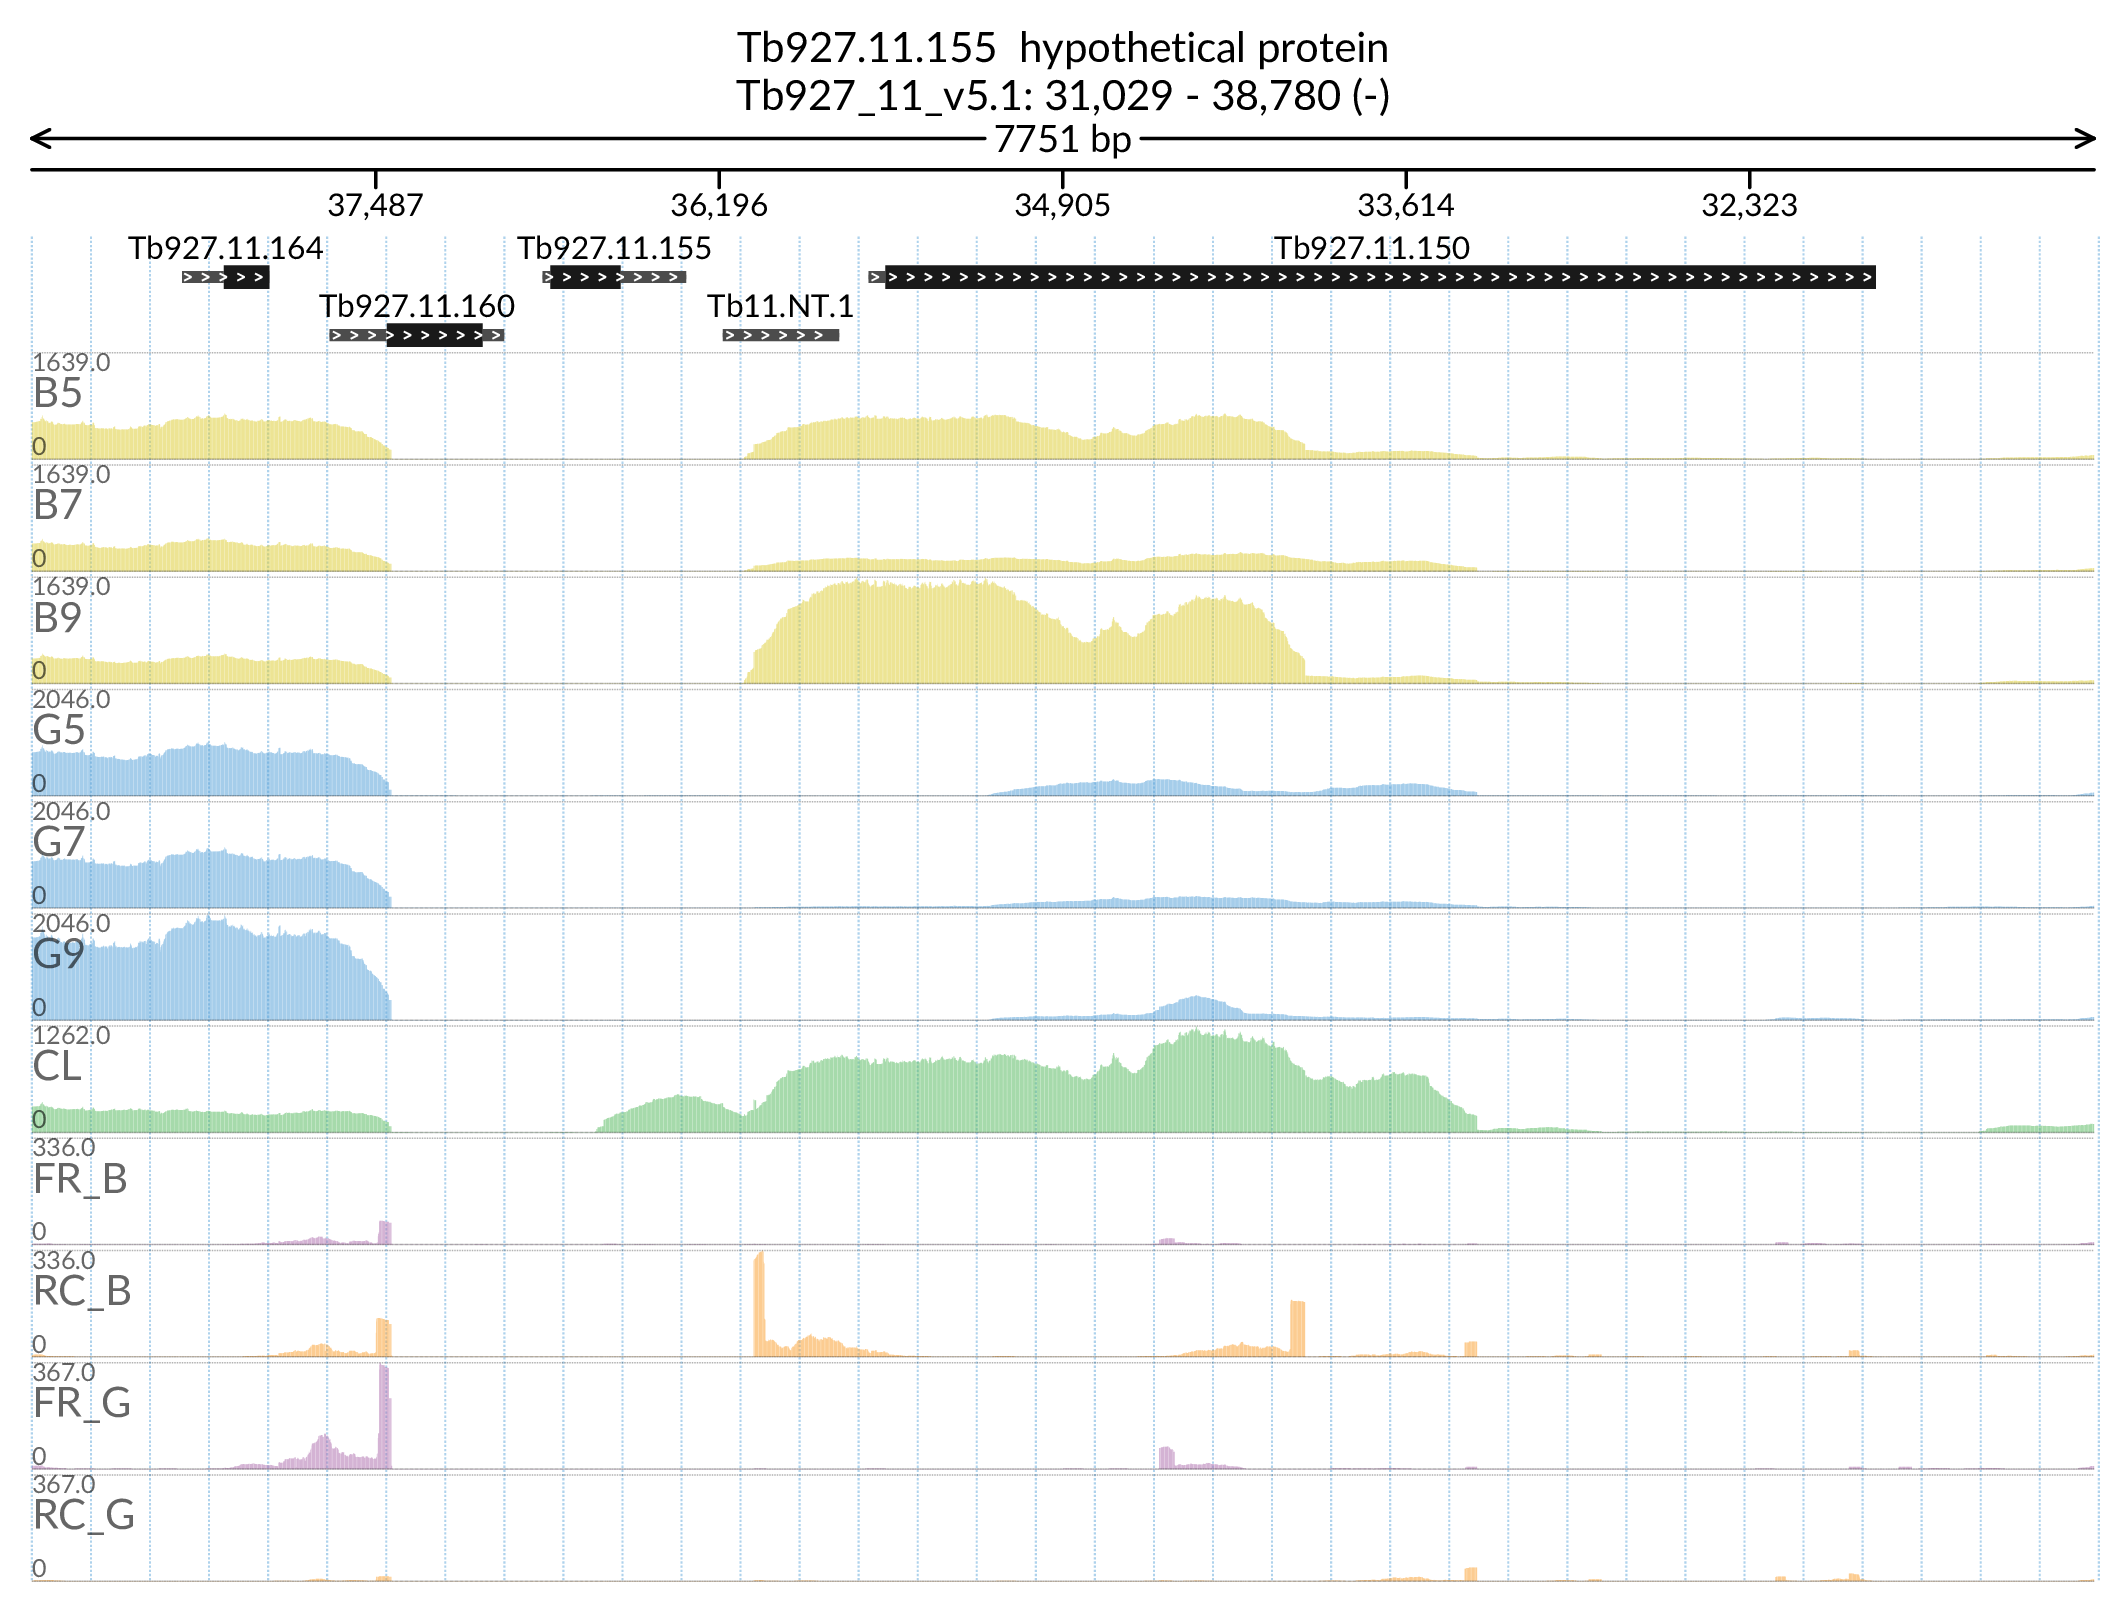 Tb927.11.155  hypothetical protein
Tb927_11_v5.1: 31,029 - 38,780 (-)
7751 bp
37,487 36,196 34,905 33,614 32,323
Tb927.11.164 Tb927.11.155 Tb927.11.150
Tb927.11.160 Tb11.NT.1
1639.0
B5
0
1639.0
B7
0
1639.0
B9
0
2046.0
G5
0
2046.0
G7
0
2046.0
G9
0
1262.0
CL
0
336.0
FR_B
0
336.0
RC_B
0
367.0
FR_G
0
367.0
RC_G
0